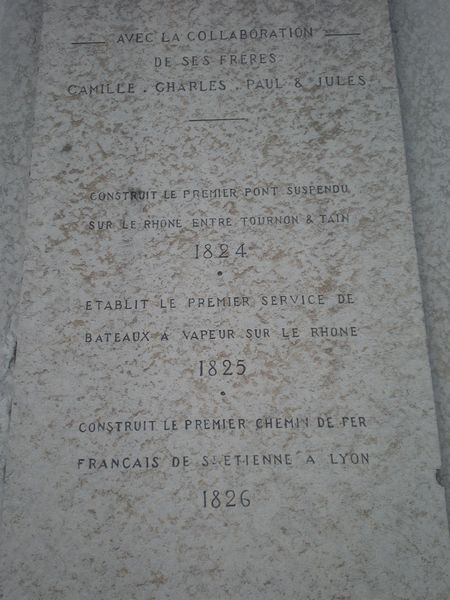 AVEC LA COLLABORATION
DE SES FRÈRES
CAMILLE . CHARLES . PAUL & JULES
CONSTRUIT LE PREMIER PONT SUSPENDU
SUR LE RHÔNE ENTRE TOURNON & TAIN
1824
ETABLIT LE PREMIER SERVICE DE
BATEAUX À VAPEUR SUR LE RHONE
1825
CONSTRUIT LE PREMIER CHEMIN DE FER
FRANCAIS DE ST ETIENNE A LYON
1826